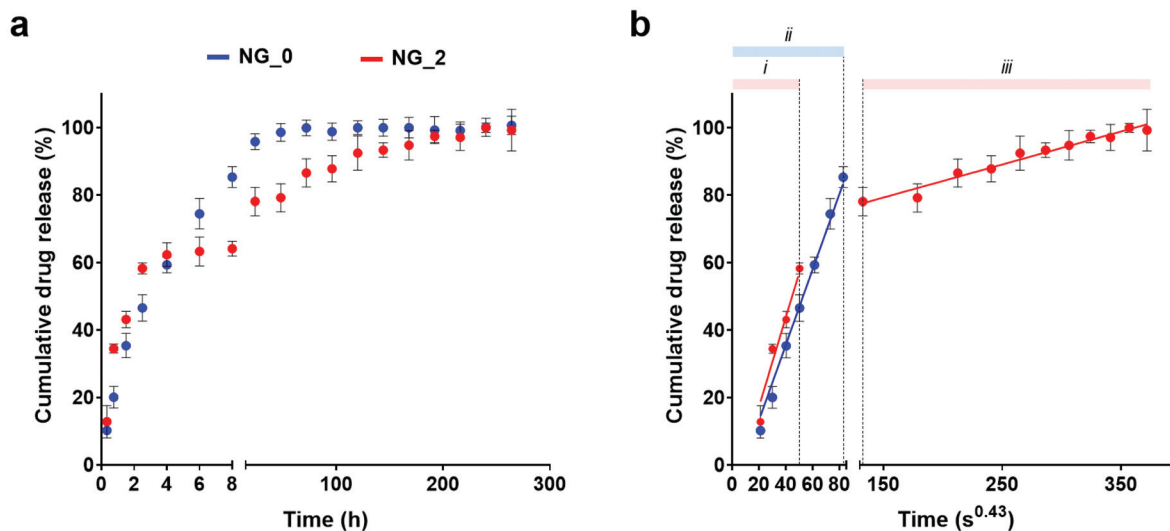 a
NG_0 NG_2
Cumulative drug release (%)
100
80
60
40
20
0
0 2 4 6 8 100 200 300
Time (h)
b
ii
i iii
Cumulative drug release (%)
100
80
60
40
20
0
0 20 40 60 80 150 250 350
Time (s^0.43)